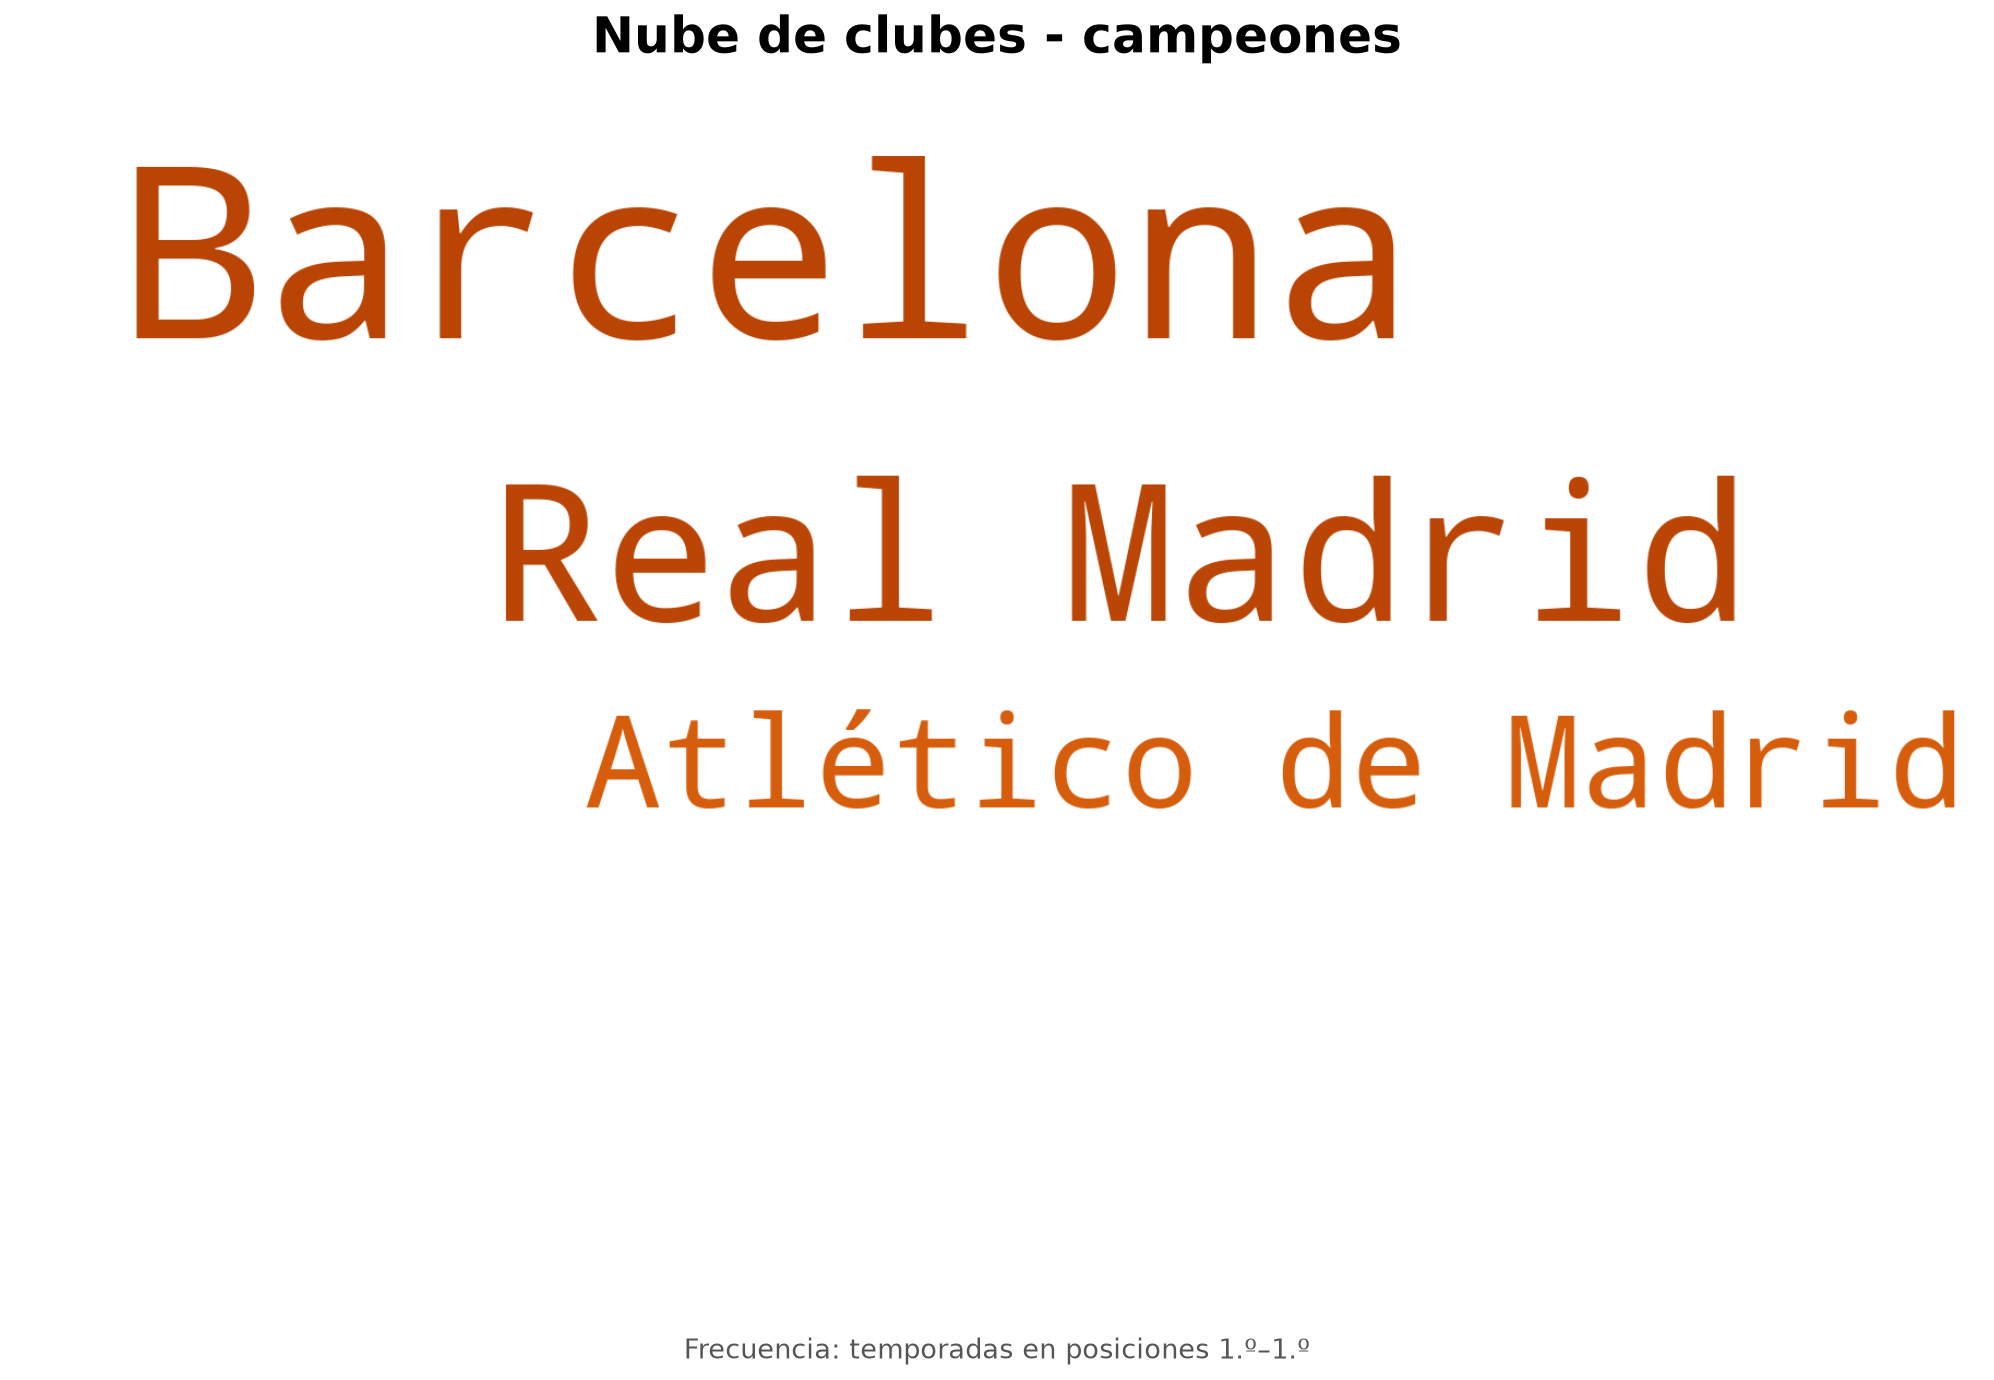 Nube de clubes - campeones
Barcelona
Real Madrid
Atlético de Madrid
Frecuencia: temporadas en posiciones 1.º–1.º